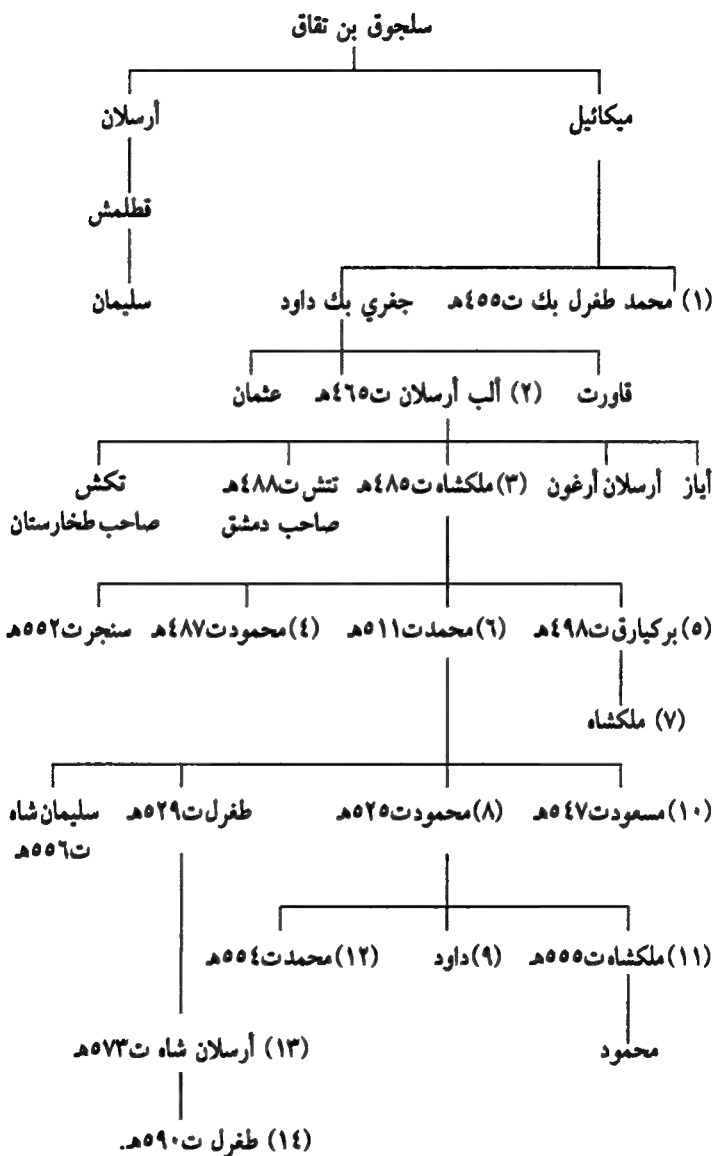 سلجوق بن تقاق
ميكائيل أرسلان
قطلمش
(١) محمد طغرل بك ت٤٥٥هـ جغري بك داود سليمان
قاورت (٢) ألب أرسلان ت٤٦٥هـ عثمان
أياز أرسلان أرغون (٣) ملكشاه ت٤٨٥هـ تتش ت٤٨٨هـ تكش
صاحب دمشق صاحب طخارستان
(٥) بركيارق ت٤٩٨هـ (٦) محمد ت٥١١هـ (٤) محمود ت٤٨٧هـ سنجر ت٥٥٢هـ
(٧) ملكشاه
(١٠) مسعود ت٥٤٧هـ (٨) محمود ت٥٢٥هـ طغرل ت٥٢٩هـ سليمان شاه
ت٥٥٦هـ
(١١) ملكشاه ت٥٥٥هـ (٩) داود (١٢) محمد ت٥٥٤هـ
محمود (١٣) أرسلان شاه ت٥٧٣هـ
(١٤) طغرل ت٥٩٠هـ.